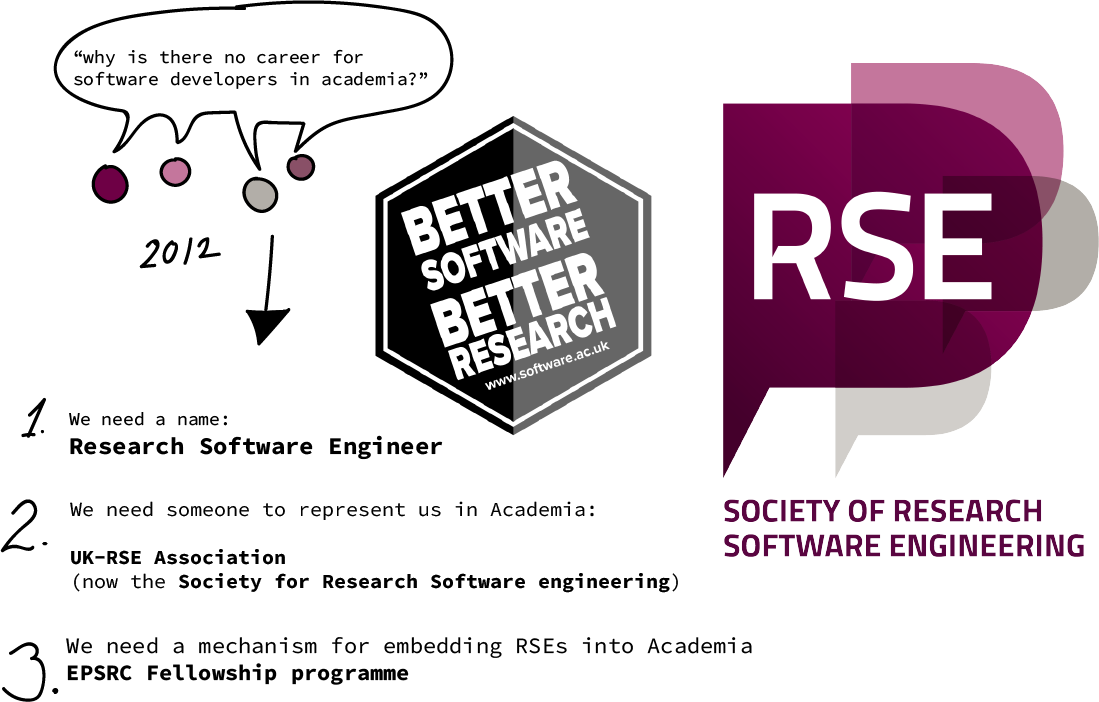 “why is there no career for
software developers in academia?”
2012
BETTER
SOFTWARE
BETTER
RESEARCH
www.software.ac.uk
RSE
SOCIETY OF RESEARCH
SOFTWARE ENGINEERING
1. We need a name:
Research Software Engineer
2. We need someone to represent us in Academia:
UK-RSE Association
(now the Society for Research Software engineering)
3. We need a mechanism for embedding RSEs into Academia
EPSRC Fellowship programme